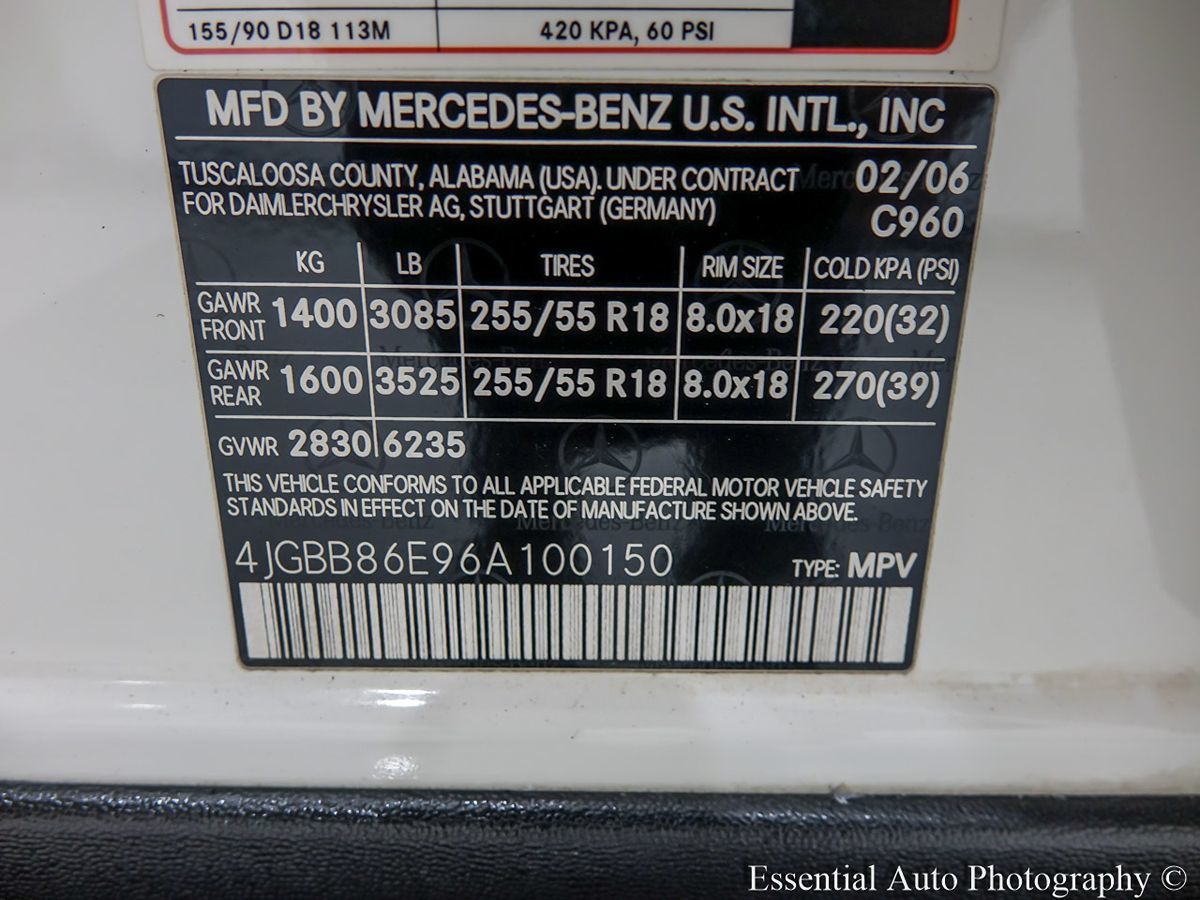 155/90 D18 113M 420 KPA, 60 PSI
MFD BY MERCEDES-BENZ U.S. INTL., INC
TUSCALOOSA COUNTY, ALABAMA (USA). UNDER CONTRACT 02/06
FOR DAIMLERCHRYSLER AG, STUTTGART (GERMANY) C960
KG LB TIRES RIM SIZE COLD KPA (PSI)
GAWR FRONT 1400 3085 255/55 R18 8.0x18 220(32)
GAWR REAR 1600 3525 255/55 R18 8.0x18 270(39)
GVWR 2830 6235
THIS VEHICLE CONFORMS TO ALL APPLICABLE FEDERAL MOTOR VEHICLE SAFETY
STANDARDS IN EFFECT ON THE DATE OF MANUFACTURE SHOWN ABOVE.
4JGBB86E96A100150 TYPE: MPV
Essential Auto Photography ©